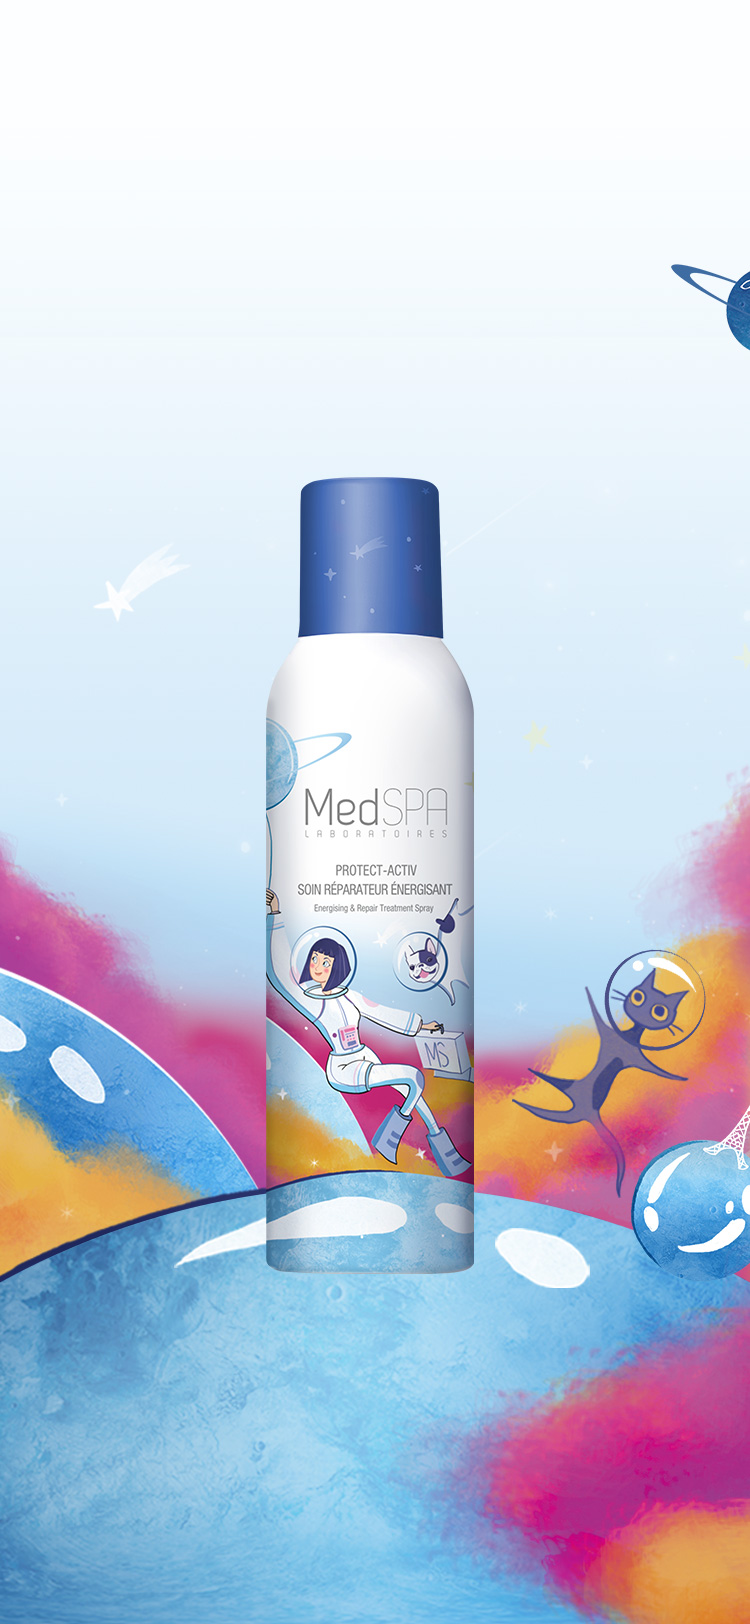 MedSPA
LABORATOIRES
PROTECT-ACTIV
SOIN RÉPARATEUR ÉNERGISANT
Energising & Repair Treatment Spray
MS